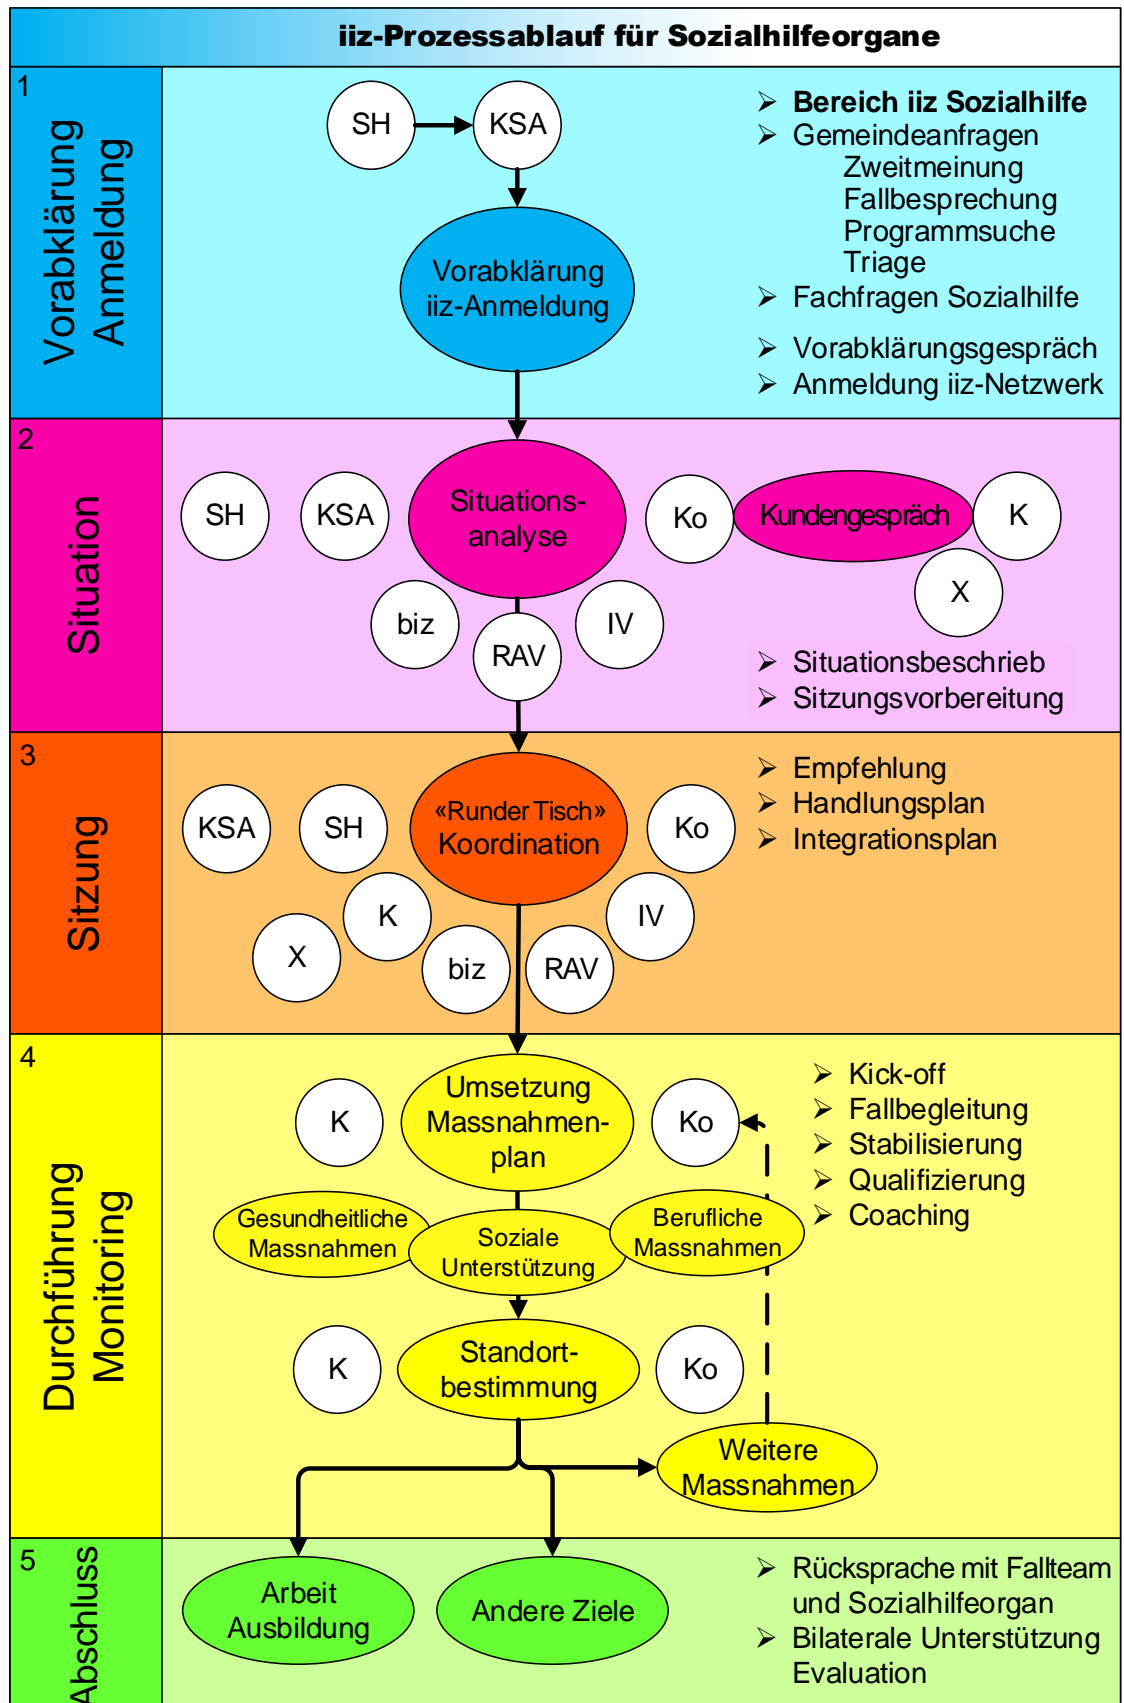 iiz-Prozessablauf für Sozialhilfeorgane
1
Vorabklärung
Anmeldung
SH
KSA
Vorabklärung
iiz-Anmeldung
➢ Bereich iiz Sozialhilfe
➢ Gemeindeanfragen
Zweitmeinung
Fallbesprechung
Programmsuche
Triage
➢ Fachfragen Sozialhilfe
➢ Vorabklärungsgespräch
➢ Anmeldung iiz-Netzwerk
2
Situation
SH
KSA
Situations-
analyse
Ko
Kundengespräch
K
X
biz
RAV
IV
➢ Situationsbeschrieb
➢ Sitzungsvorbereitung
3
Sitzung
KSA
SH
«Runder Tisch»
Koordination
Ko
K
IV
X
biz
RAV
➢ Empfehlung
➢ Handlungsplan
➢ Integrationsplan
4
Durchführung
Monitoring
K
Umsetzung
Massnahmen-
plan
Ko
➢ Kick-off
➢ Fallbegleitung
➢ Stabilisierung
➢ Qualifizierung
➢ Coaching
Gesundheitliche
Massnahmen
Soziale
Unterstützung
Berufliche
Massnahmen
K
Standort-
bestimmung
Ko
Weitere
Massnahmen
5
Abschluss
Arbeit
Ausbildung
Andere Ziele
➢ Rücksprache mit Fallteam
und Sozialhilfeorgan
➢ Bilaterale Unterstützung
Evaluation